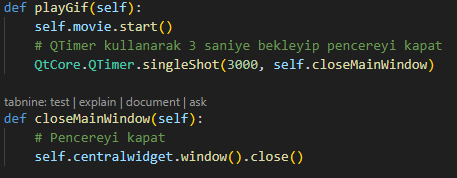 def playGif(self):
    self.movie.start()
    # QTimer kullanarak 3 saniye bekleyip pencereyi kapat
    QtCore.QTimer.singleShot(3000, self.closeMainWindow)
tabnine: test | explain | document | ask
def closeMainWindow(self):
    # Pencereyi kapat
    self.centralwidget.window().close()